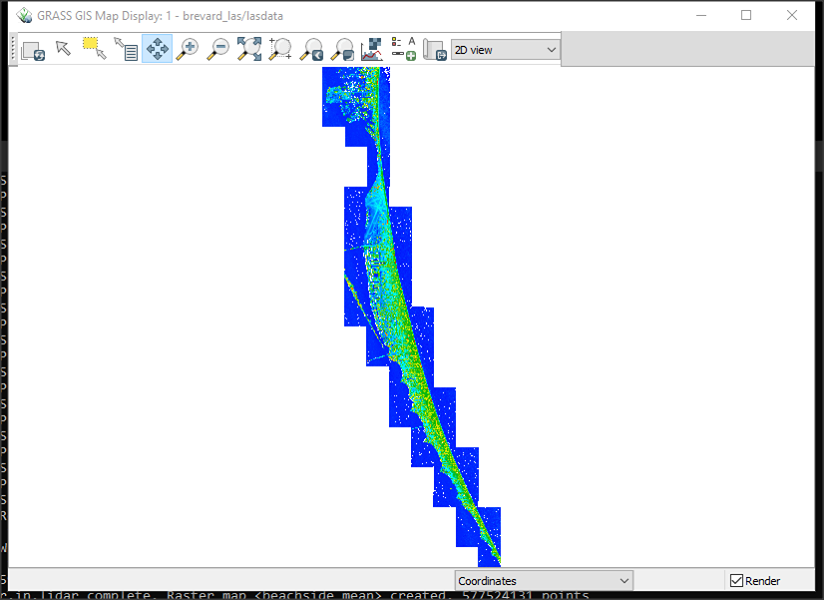 GRASS GIS Map Display: 1 - brevard_las/lasdata
2D view
Coordinates
Render
r.in.lidar complete. Raster map <beachside_mean> created. 577524131 points